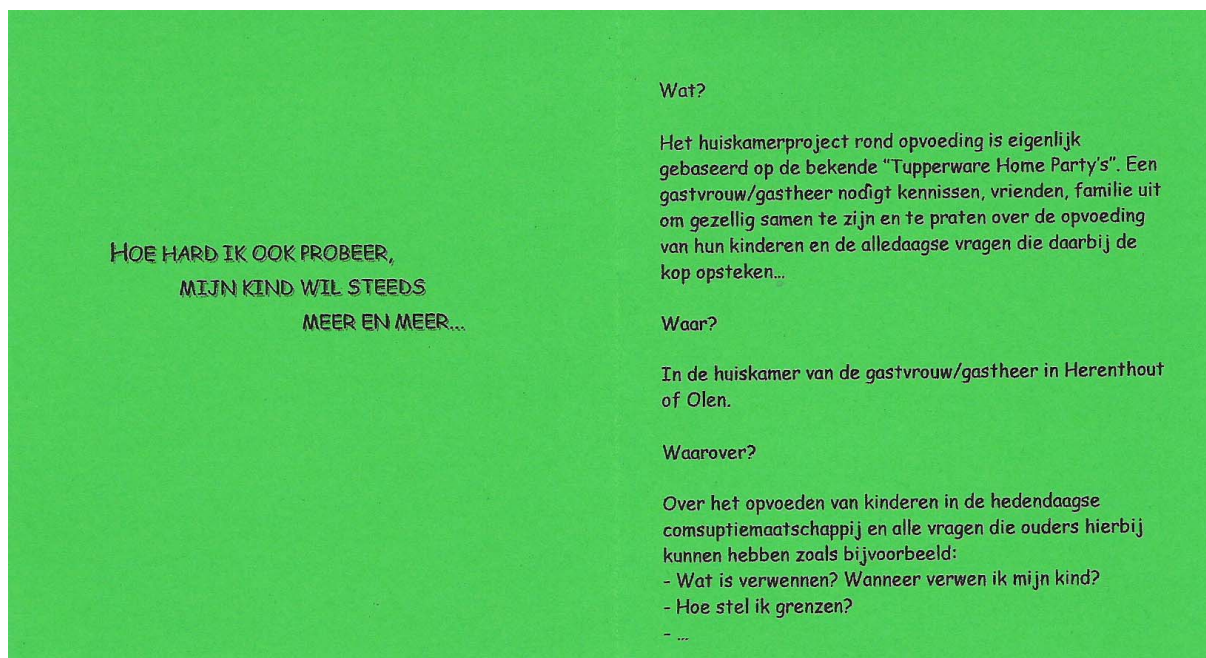 HOE HARD IK OOK PROBEER,
MIJN KIND WIL STEEDS
MEER EN MEER...
Wat?
Het huiskamerproject rond opvoeding is eigenlijk
gebaseerd op de bekende "Tupperware Home Party's". Een
gastvrouw/gastheer nodigt kennissen, vrienden, familie uit
om gezellig samen te zijn en te praten over de opvoeding
van hun kinderen en de alledaagse vragen die daarbij de
kop opsteken...
Waar?
In de huiskamer van de gastvrouw/gastheer in Herenthout
of Olen.
Waarover?
Over het opvoeden van kinderen in de hedendaagse
comsuptiemaatschappij en alle vragen die ouders hierbij
kunnen hebben zoals bijvoorbeeld:
- Wat is verwennen? Wanneer verwen ik mijn kind?
- Hoe stel ik grenzen?
- ...